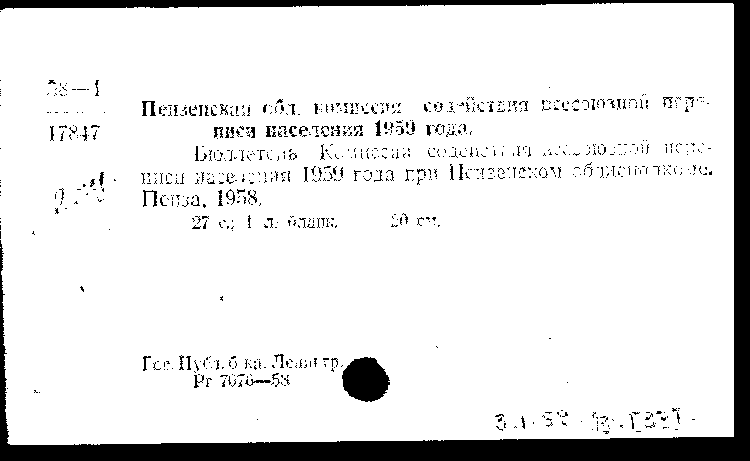 58—1
17847
Пензенская обл. комиссия содействия всесоюзной пере-
писи населения 1959 года.
Бюллетень Комиссии содействия всесоюзной пере-
писи населения 1959 года при Пензенском облисполкоме.
Пенза, 1958.
27 с.; 1 л. бланк. 20 см.
Гос. Публ. б-ка. Ленингр.
Рг 7676—58